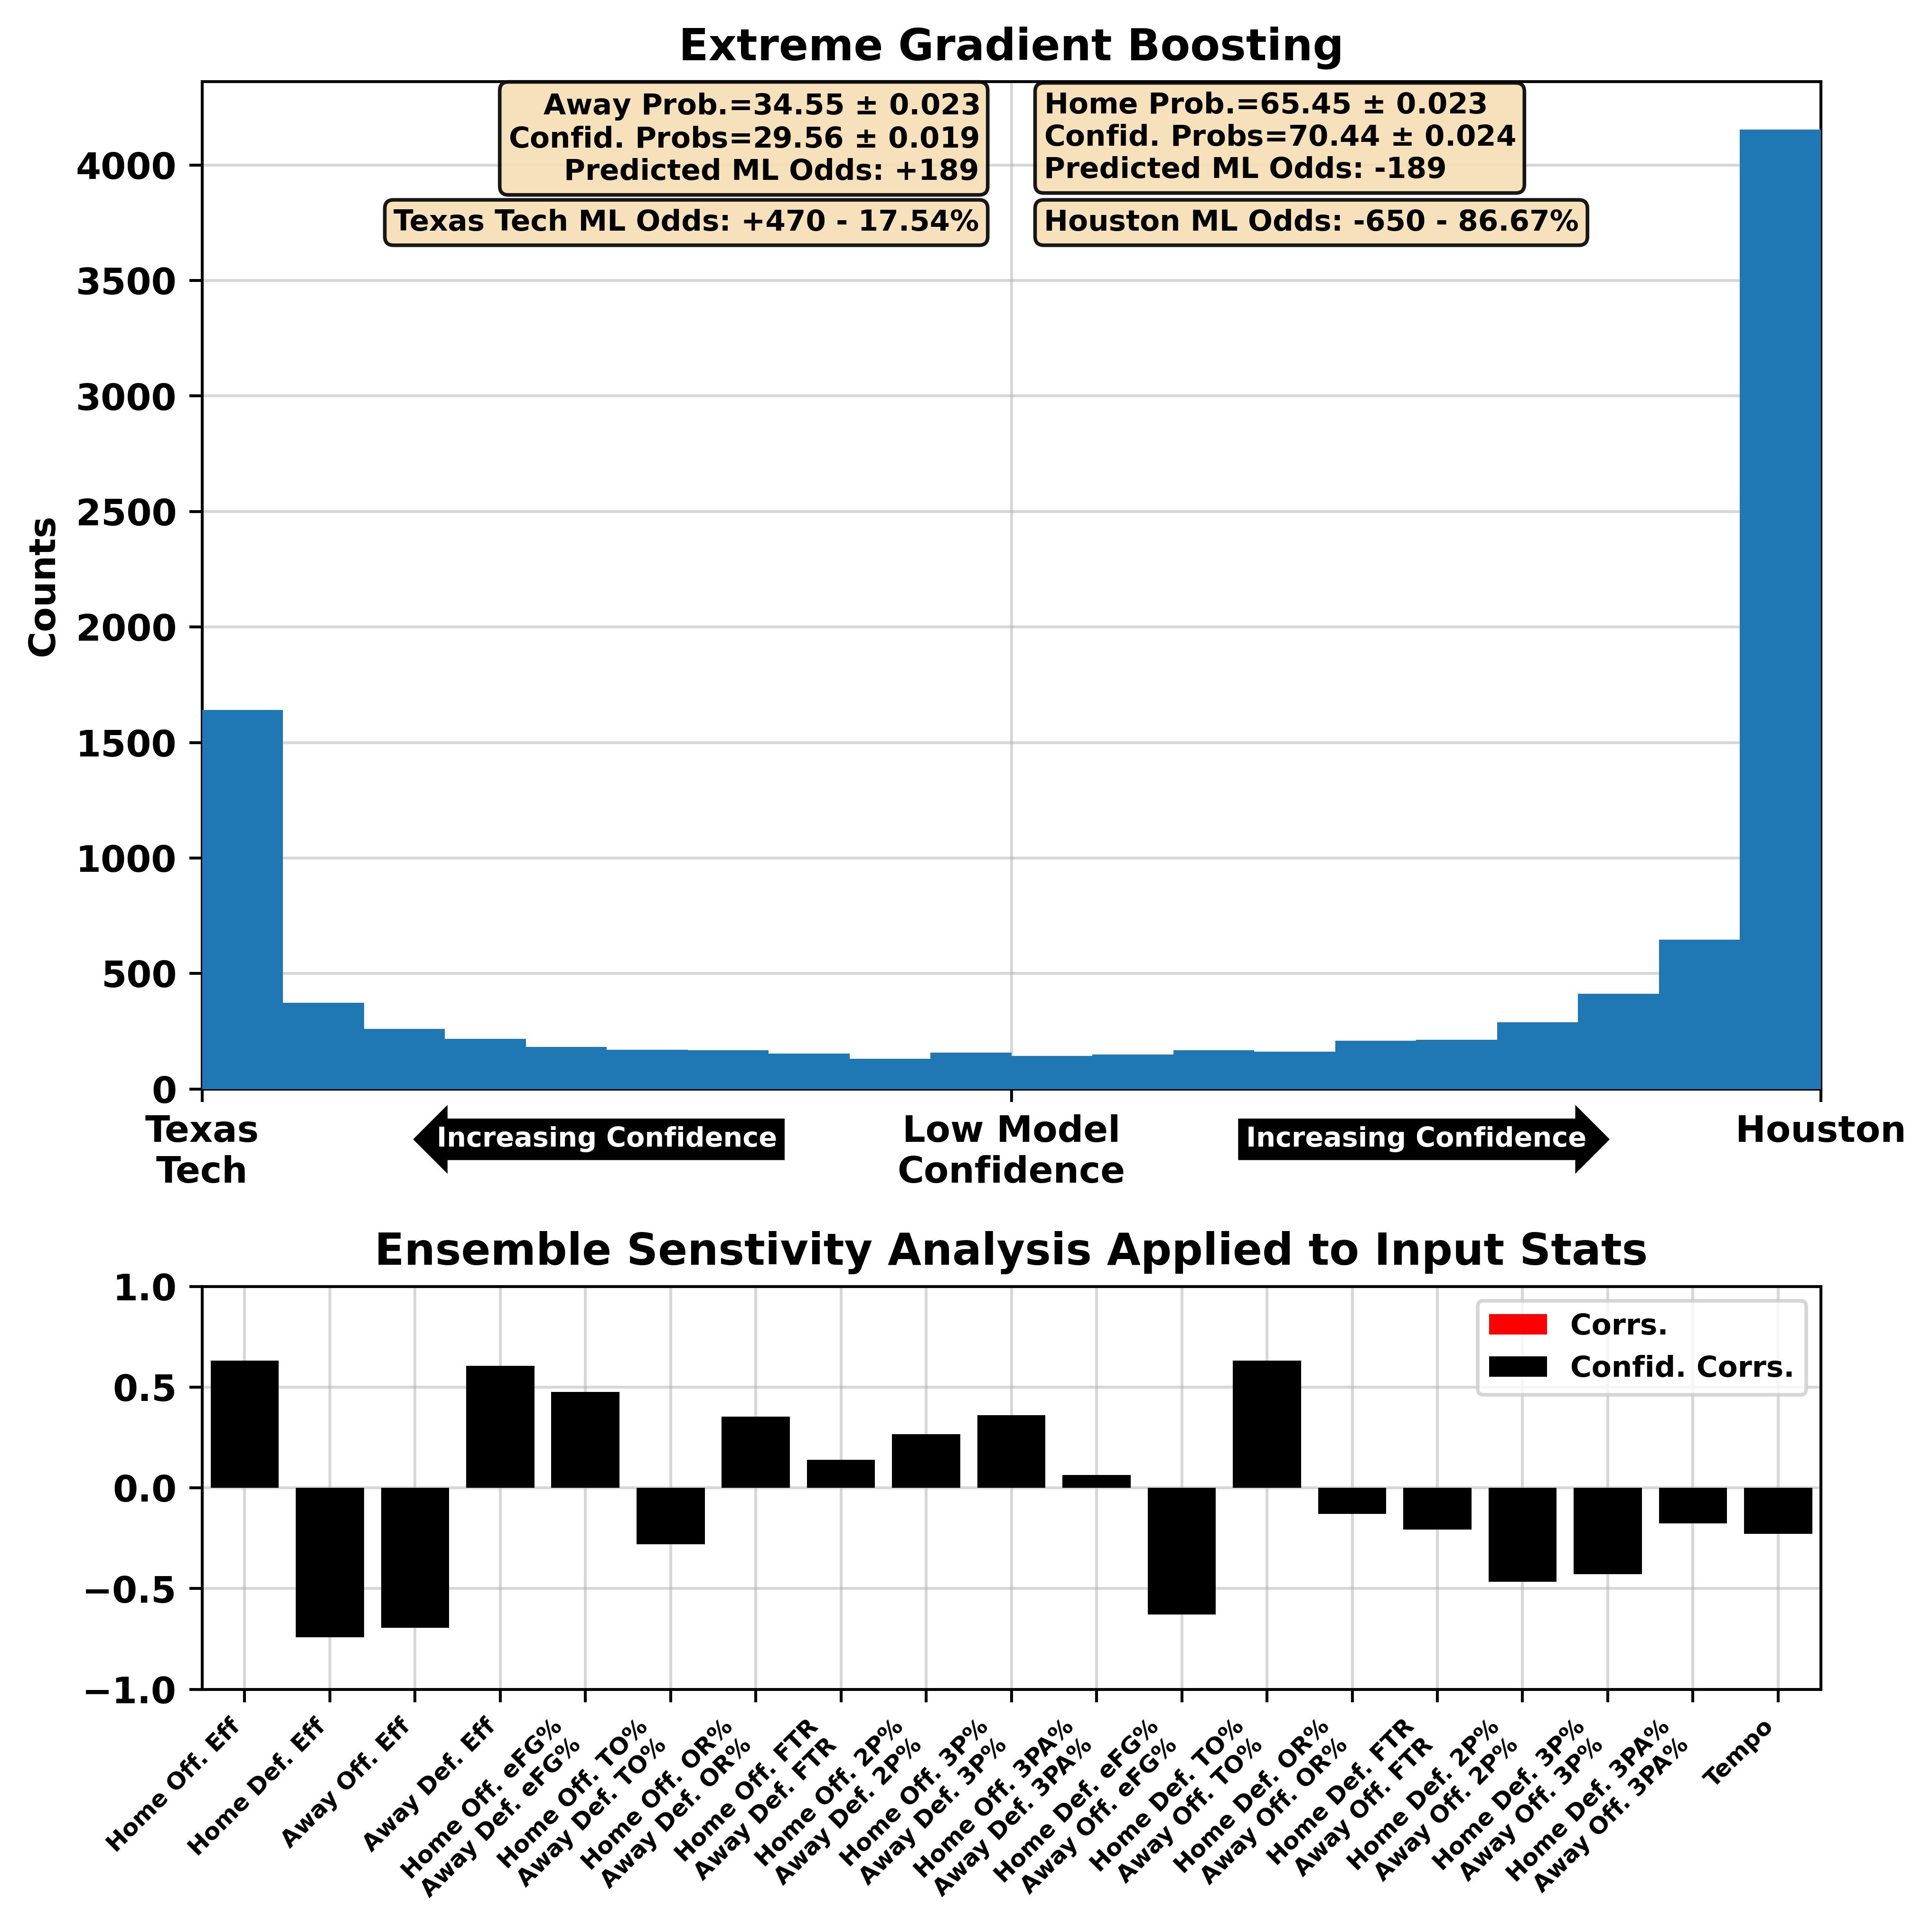 Extreme Gradient Boosting
Away Prob.=34.55 ± 0.023
Confid. Probs=29.56 ± 0.019
Predicted ML Odds: +189
Home Prob.=65.45 ± 0.023
Confid. Probs=70.44 ± 0.024
Predicted ML Odds: -189
Texas Tech ML Odds: +470 - 17.54%
Houston ML Odds: -650 - 86.67%
Counts
4000
3500
3000
2500
2000
1500
1000
500
0
Texas
Tech
Increasing Confidence
Low Model
Confidence
Increasing Confidence
Houston
Ensemble Senstivity Analysis Applied to Input Stats
1.0
0.5
0.0
−0.5
−1.0
Corrs.
Confid. Corrs.
Home Off. Eff
Home Def. Eff
Away Off. Eff
Away Def. Eff
Home Off. eFG%
Away Def. eFG%
Home Off. TO%
Away Def. TO%
Home Off. OR%
Away Def. OR%
Home Off. FTR
Away Def. FTR
Home Off. 2P%
Away Def. 2P%
Home Off. 3P%
Away Def. 3P%
Home Off. 3PA%
Away Def. 3PA%
Home Def. eFG%
Away Off. eFG%
Home Def. TO%
Away Off. TO%
Home Def. OR%
Away Off. OR%
Home Def. FTR
Away Off. FTR
Home Def. 2P%
Away Off. 2P%
Home Def. 3P%
Away Off. 3P%
Home Def. 3PA%
Away Off. 3PA%
Tempo